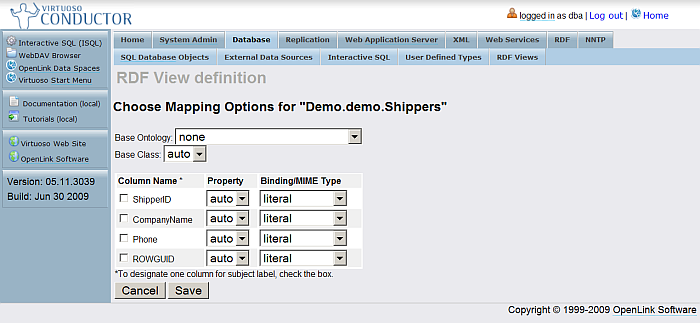 VIRTUOSO
CONDUCTOR
logged in as dba | Log out | Home
Interactive SQL (ISQL)
WebDAV Browser
OpenLink Data Spaces
Virtuoso Start Menu
Documentation (local)
Tutorials (local)
Virtuoso Web Site
OpenLink Software
Version: 05.11.3039
Build: Jun 30 2009
Home System Admin Database Replication Web Application Server XML Web Services RDF NNTP
SQL Database Objects External Data Sources Interactive SQL User Defined Types RDF Views
RDF View definition
Choose Mapping Options for "Demo.demo.Shippers"
Base Ontology: none
Base Class: auto
Column Name * Property Binding/MIME Type
ShipperID auto literal
CompanyName auto literal
Phone auto literal
ROWGUID auto literal
*To designate one column for subject label, check the box.
Cancel Save
Copyright © 1999-2009 OpenLink Software